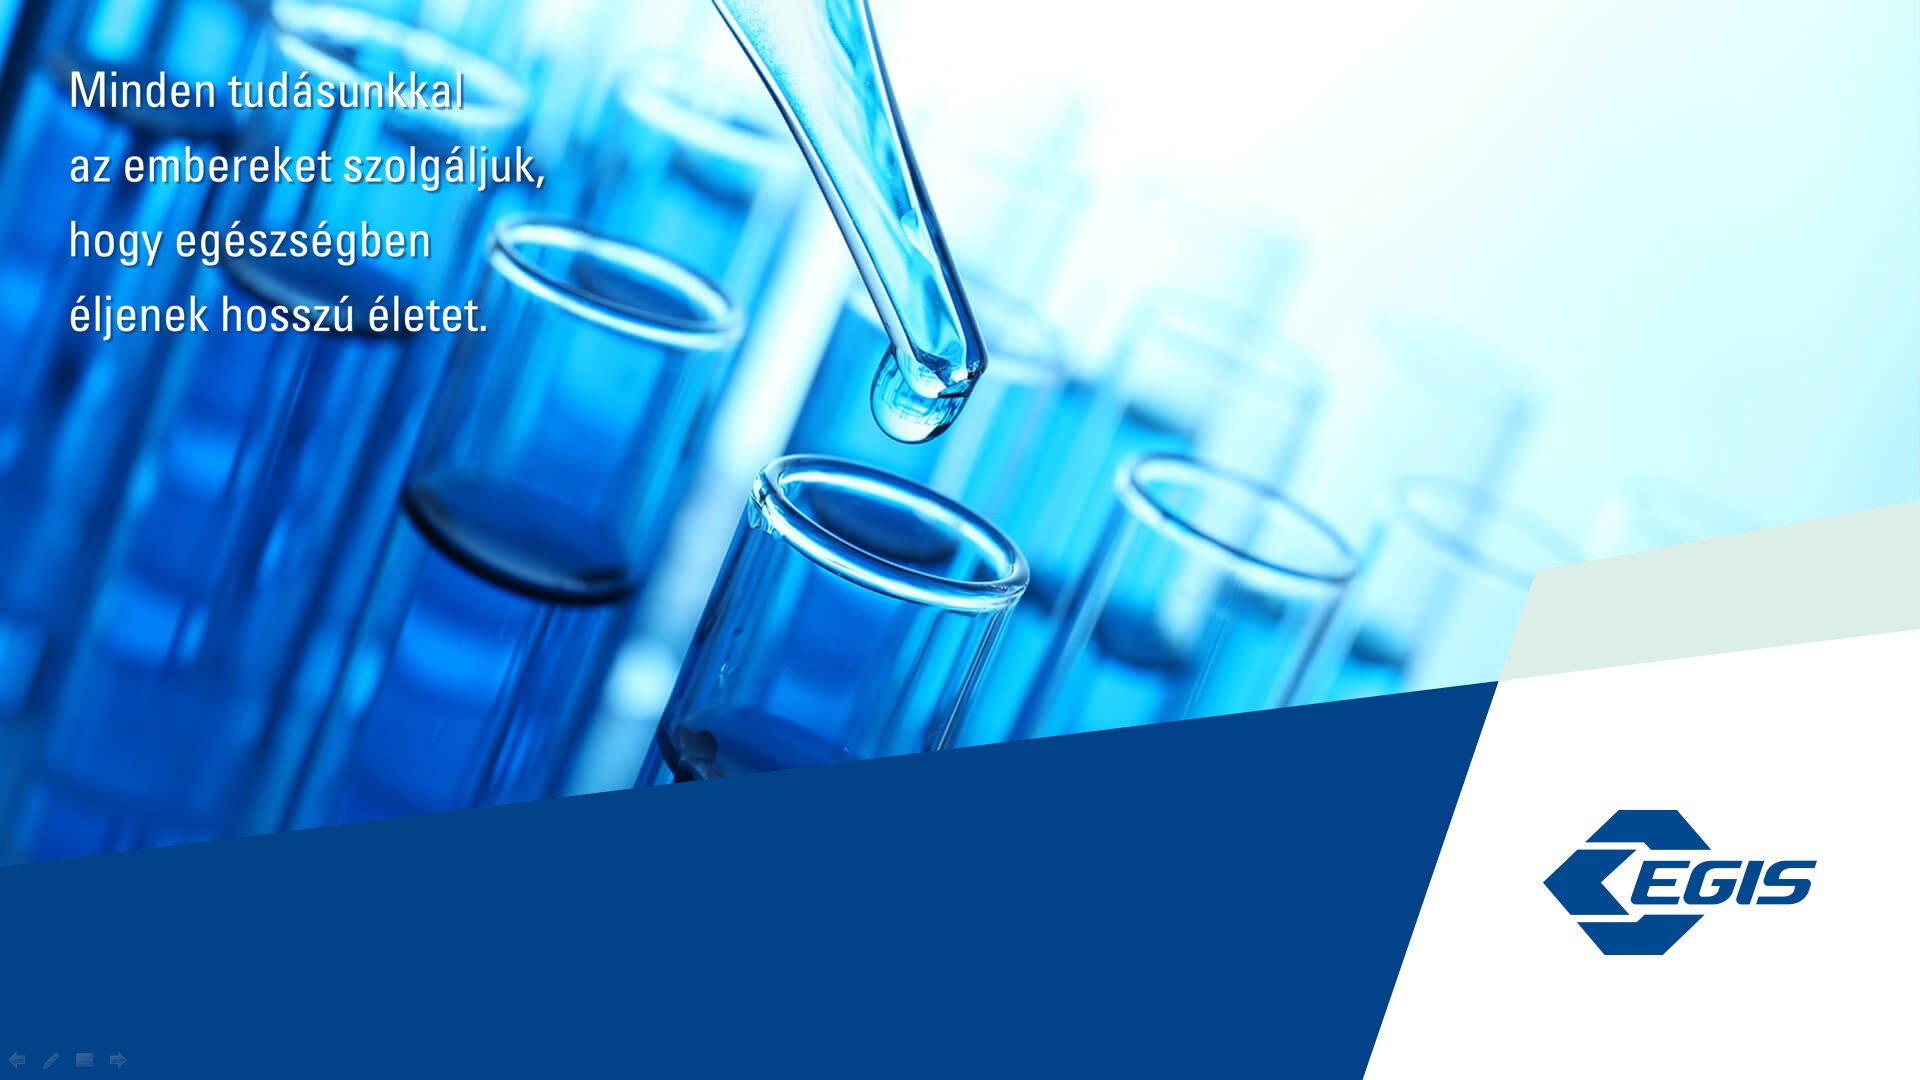 Minden tudásunkkal
az embereket szolgáljuk,
hogy egészségben
éljenek hosszú életet.
EGIS